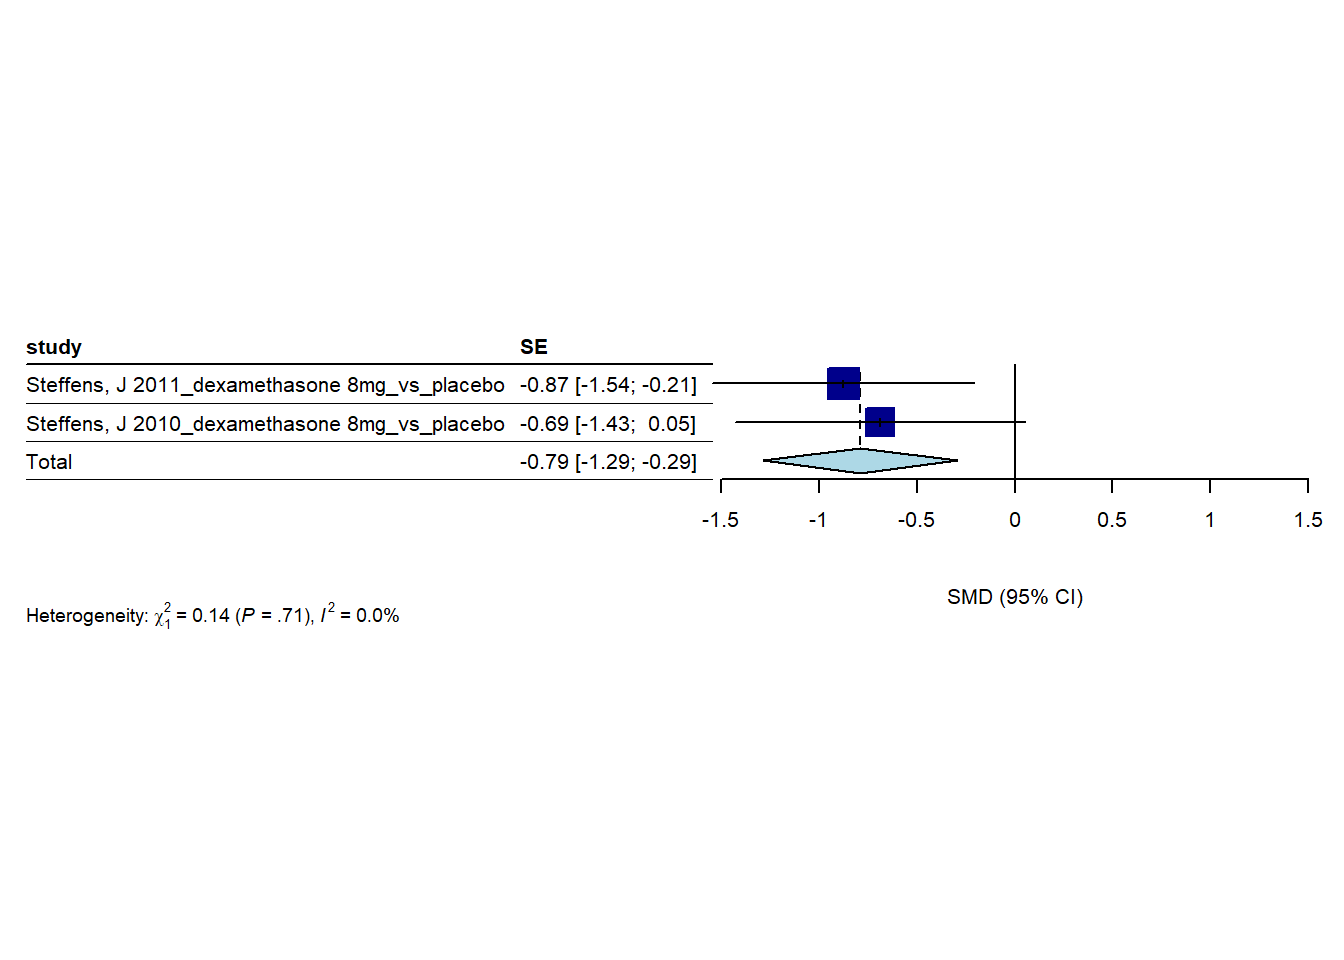 study SE
Steffens, J 2011_dexamethasone 8mg_vs_placebo -0.87 [-1.54; -0.21]
Steffens, J 2010_dexamethasone 8mg_vs_placebo -0.69 [-1.43;  0.05]
Total -0.79 [-1.29; -0.29]
-1.5 -1 -0.5 0 0.5 1 1.5
SMD (95% CI)
Heterogeneity: χ²₁ = 0.14 (P = .71), I² = 0.0%